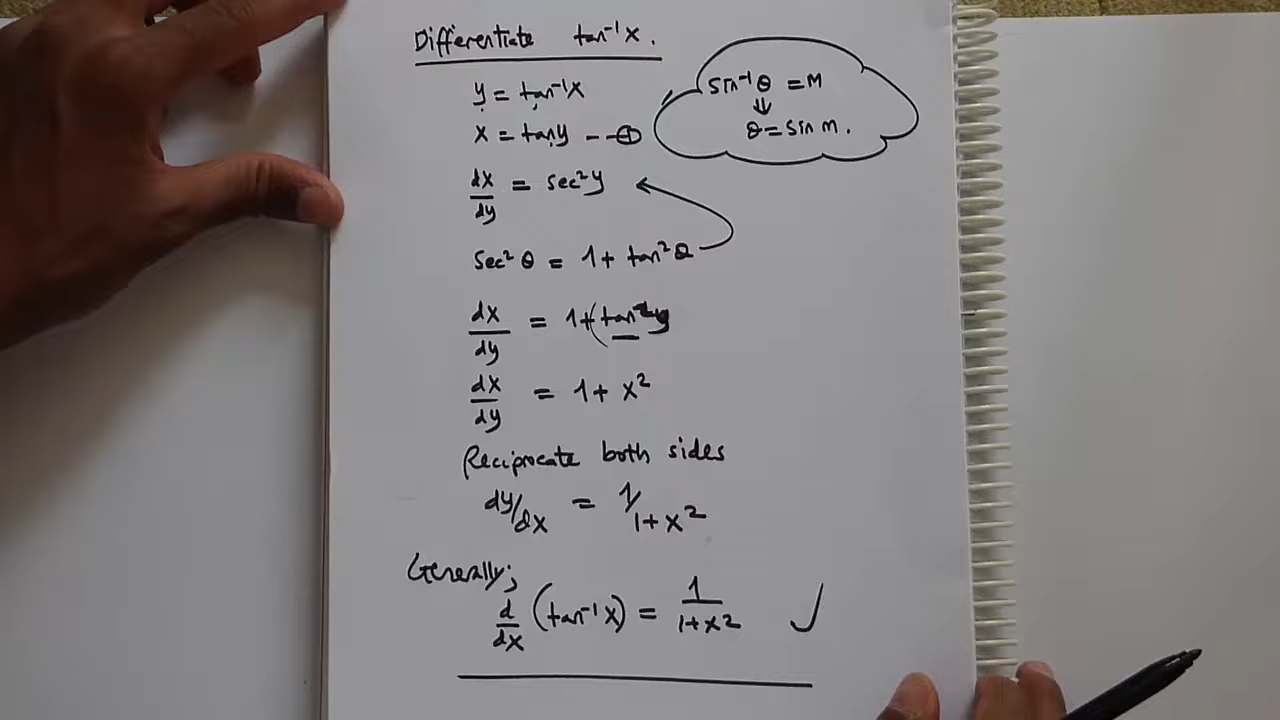 Differentiate tan⁻¹x.
y = tan⁻¹x
x = tany --①
sin⁻¹θ = M
⇓
θ = sin m.
dx/dy = sec²y
sec²θ = 1 + tan²θ
dx/dy = 1 + (tan²y
dx/dy = 1 + x²
Reciprocate both sides
dy/dx = 1/1+x²
Generally;
d/dx (tan⁻¹x) = 1/1+x² ✓